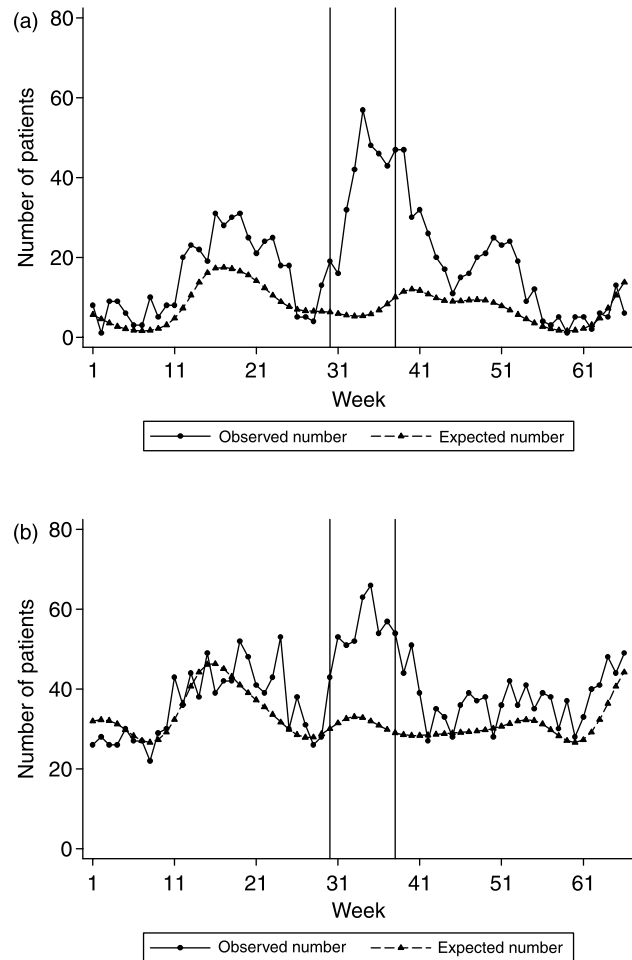 (a)
Number of patients
80
60
40
20
0
1 11 21 31 41 51 61
Week
Observed number Expected number
(b)
Number of patients
80
60
40
20
0
1 11 21 31 41 51 61
Week
Observed number Expected number